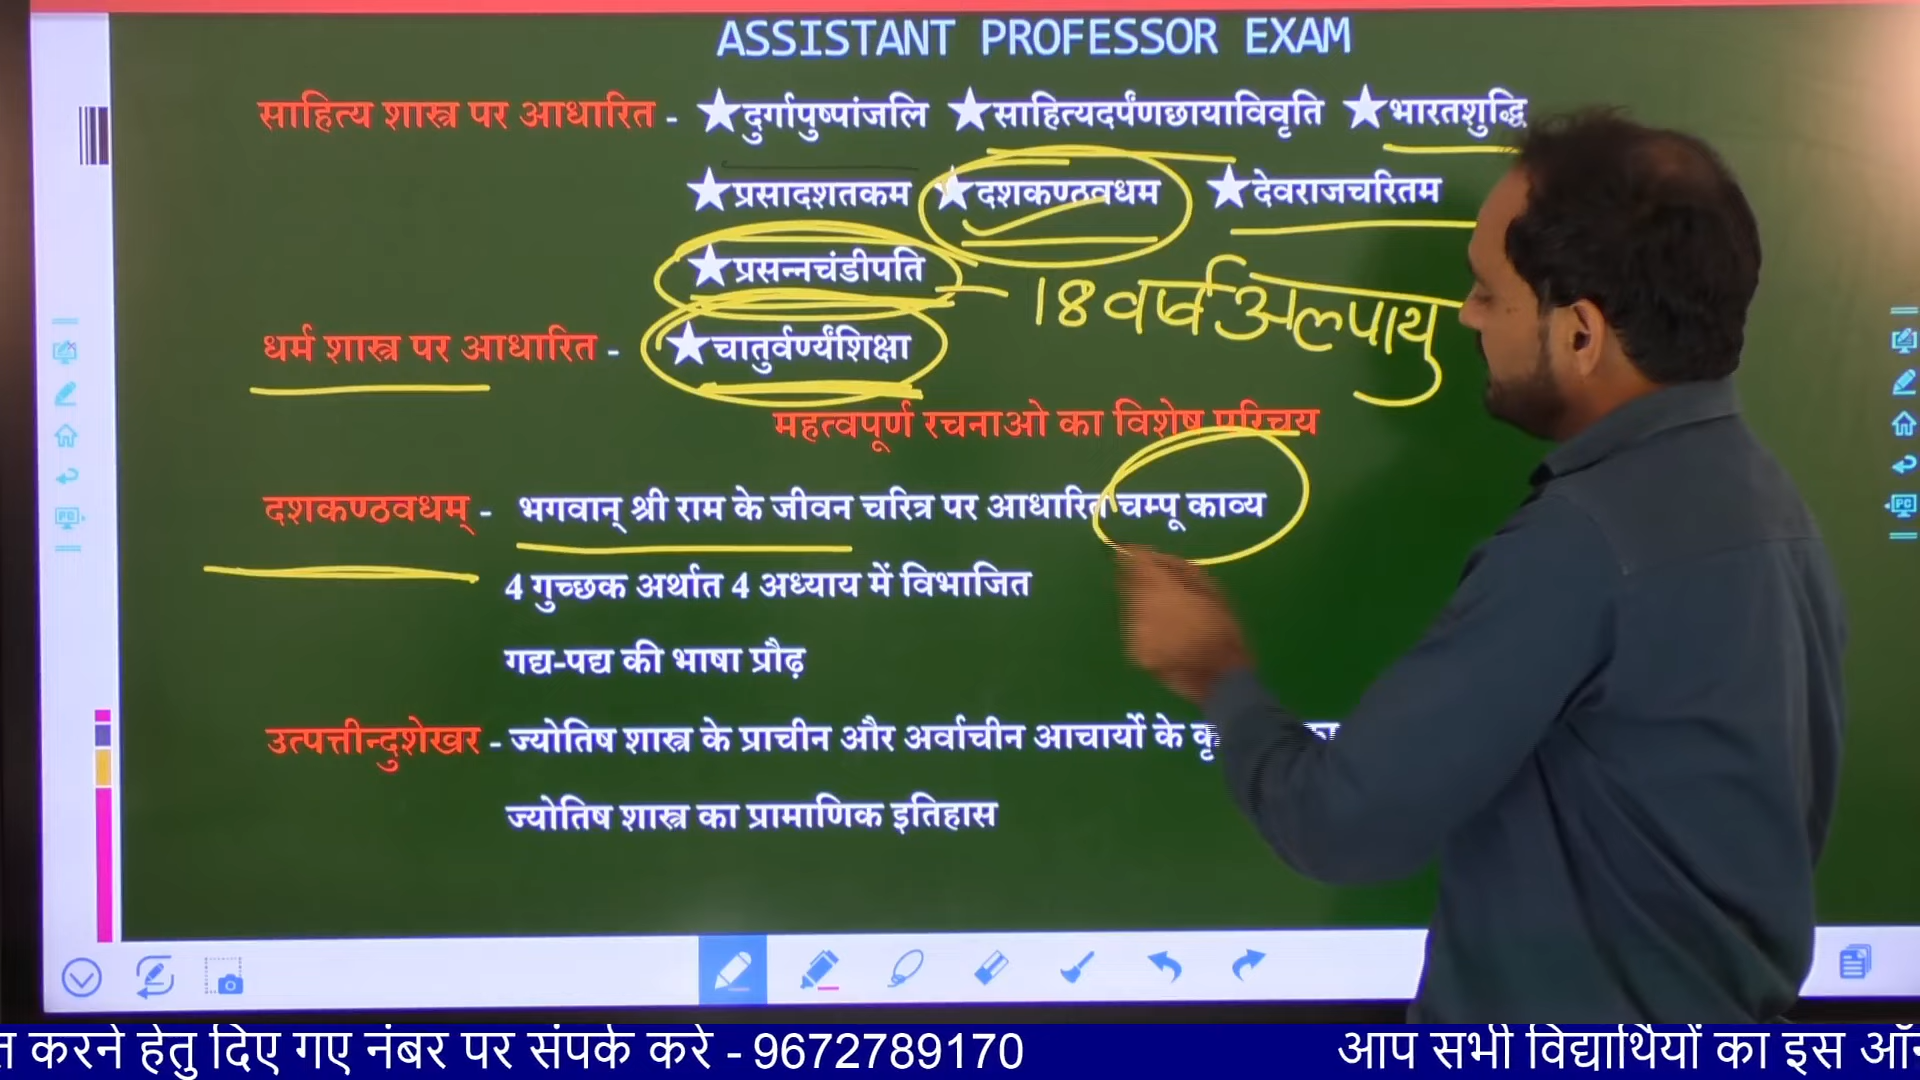 ASSISTANT PROFESSOR EXAM
साहित्य शास्त्र पर आधारित - ★दुर्गापुष्पांजलि ★साहित्यदर्पणछायाविवृति ★भारतशुद्धि
★प्रसादशतकम ★दशकण्ठवधम ★देवराजचरितम
★प्रसन्नचंडीपति - 18 वर्ष अल्पायु
धर्म शास्त्र पर आधारित - ★चातुर्वर्ण्यंशिक्षा
महत्वपूर्ण रचनाओ का विशेष परिचय
दशकण्ठवधम् - भगवान् श्री राम के जीवन चरित्र पर आधारित चम्पू काव्य
4 गुच्छक अर्थात 4 अध्याय में विभाजित
गद्य-पद्य की भाषा प्रौढ़
उत्पत्तीन्दुशेखर - ज्योतिष शास्त्र के प्राचीन और अर्वाचीन आचार्यो के
ज्योतिष शास्त्र का प्रामाणिक इतिहास
करने हेतु दिए गए नंबर पर संपर्क करे - 9672789170 आप सभी विद्यार्थियों का इस